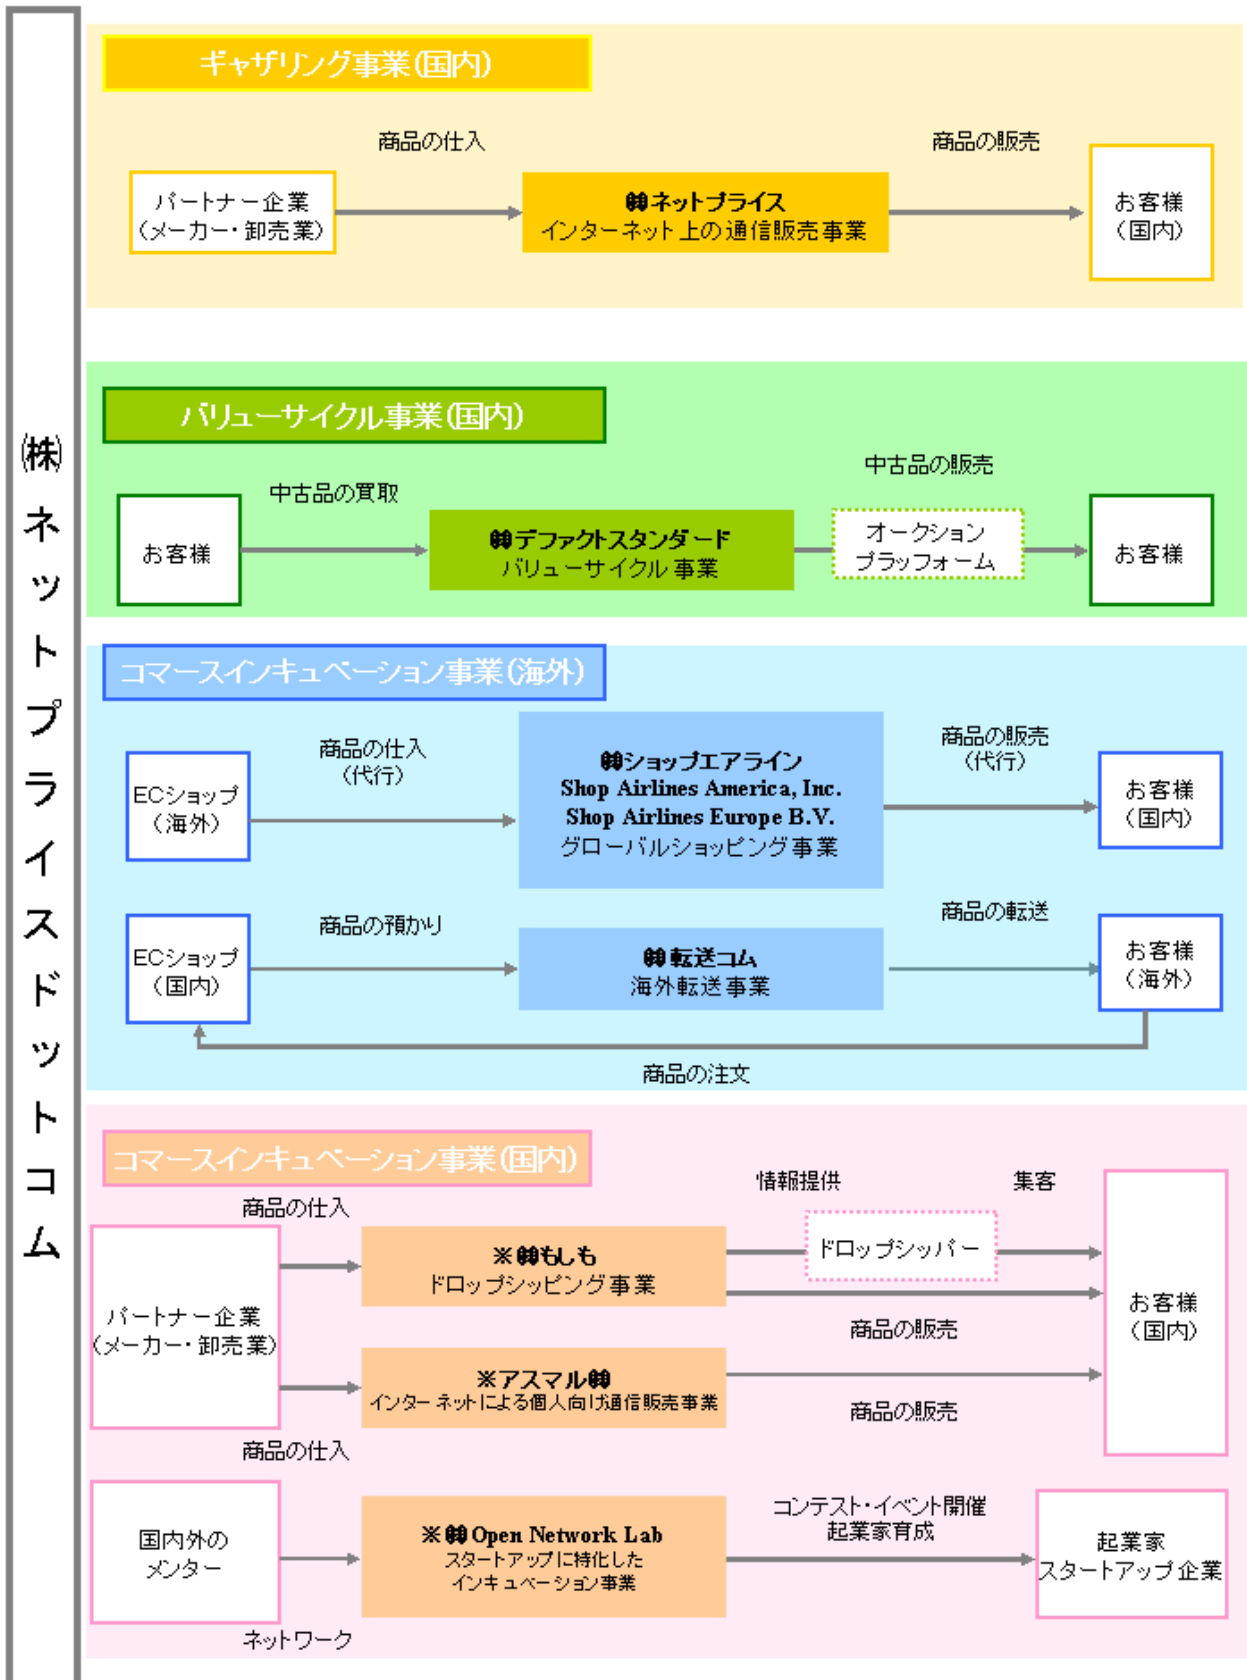 ㈱ネットプライスドットコム
ギャザリング事業(国内)
商品の仕入
商品の販売
パートナー企業
(メーカー・卸売業)
㈱ネットプライス
インターネット上の通信販売事業
お客様
(国内)
バリューサイクル事業(国内)
中古品の買取
中古品の販売
お客様
㈱デファクトスタンダード
バリューサイクル事業
オークション
プラッフォーム
お客様
コマースインキュベーション事業(海外)
商品の仕入
(代行)
商品の販売
(代行)
ECショップ
(海外)
㈱ショップエアライン
Shop Airlines America, Inc.
Shop Airlines Europe B.V.
グローバルショッピング事業
お客様
(国内)
商品の預かり
商品の転送
ECショップ
(国内)
㈱転送コム
海外転送事業
お客様
(海外)
商品の注文
コマースインキュベーション事業(国内)
商品の仕入
情報提供
集客
※㈱もしも
ドロップシッピング事業
ドロップシッパー
パートナー企業
(メーカー・卸売業)
お客様
(国内)
商品の販売
※アスマル㈱
インターネットによる個人向け通信販売事業
商品の販売
商品の仕入
国内外の
メンター
※㈱Open Network Lab
スタートアップに特化した
インキュベーション事業
コンテスト・イベント開催
起業家育成
起業家
スタートアップ企業
ネットワーク